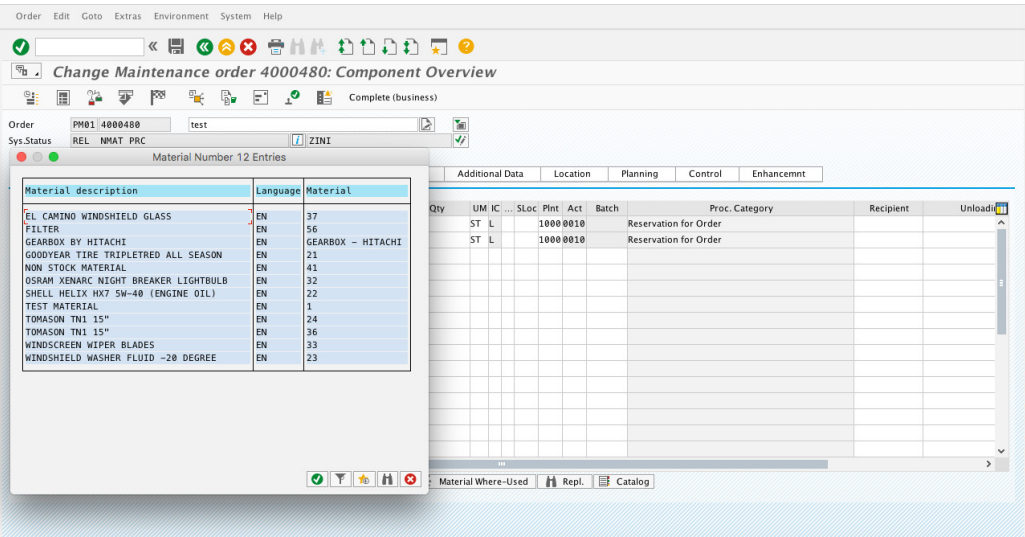 Order Edit Goto Extras Environment System Help
Change Maintenance order 4000480: Component Overview
Complete (business)
Order PM01 4000480 test
Sys.Status REL NMAT PRC ZINI
Material Number 12 Entries
Additional Data Location Planning Control Enhancemnt
Material description Language Material
Qty UM IC ... SLoc Plnt Act Batch Proc. Category Recipient Unloadi
ST L 1000 0010 Reservation for Order
ST L 1000 0010 Reservation for Order
EL CAMINO WINDSHIELD GLASS EN 37
FILTER EN 56
GEARBOX BY HITACHI EN GEARBOX - HITACHI
GOODYEAR TIRE TRIPLETRED ALL SEASON EN 21
NON STOCK MATERIAL EN 41
OSRAM XENARC NIGHT BREAKER LIGHTBULB EN 32
SHELL HELIX HX7 5W-40 (ENGINE OIL) EN 22
TEST MATERIAL EN 1
TOMASON TN1 15" EN 24
TOMASON TN1 15" EN 36
WINDSCREEN WIPER BLADES EN 33
WINDSHIELD WASHER FLUID -20 DEGREE EN 23
Material Where-Used Repl. Catalog